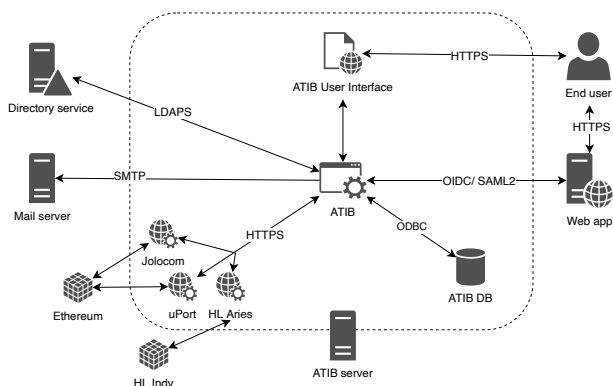 HTTPS
ATIB User Interface
End user
Directory service
LDAPS
HTTPS
SMTP
OIDC/ SAML2
Mail server
ATIB
Web app
HTTPS
ODBC
Jolocom
Ethereum
uPort
HL Aries
ATIB DB
ATIB server
HL Indy